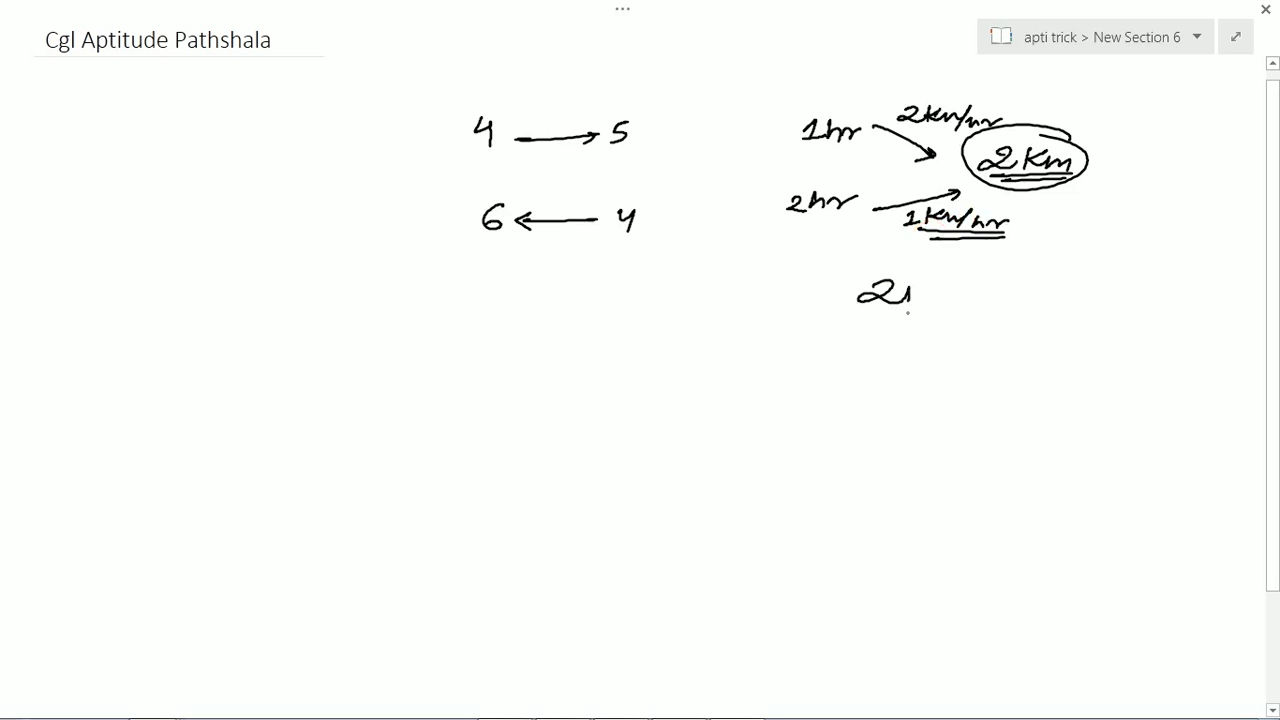 Cgl Aptitude Pathshala
apti trick > New Section 6
4 → 5
6 ← 4
1hr 2km/hr
2km
2hr 1km/hr
2